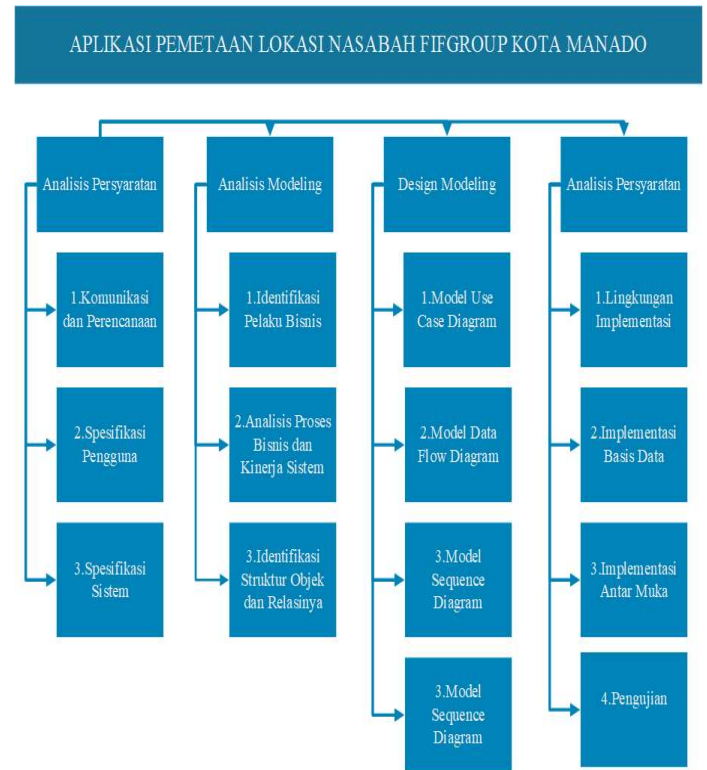 APLIKASI PEMETAAN LOKASI NASABAH FIFGROUP KOTA MANADO
Analisis Persyaratan
1.Komunikasi
dan Perencanaan
2.Spesifikasi
Pengguna
3.Spesifikasi
Sistem
Analisis Modeling
1.Identifikasi
Pelaku Bisnis
2.Analisis Proses
Bisnis dan
Kinerja Sistem
3.Identifikasi
Struktur Objek
dan Relasinya
Design Modeling
1.Model Use
Case Diagram
2.Model Data
Flow Diagram
3.Model
Sequence
Diagram
3.Model
Sequence
Diagram
Analisis Persyaratan
1.Lingkungan
Implementasi
2.Implementasi
Basis Data
3.Implementasi
Antar Muka
4.Pengujian